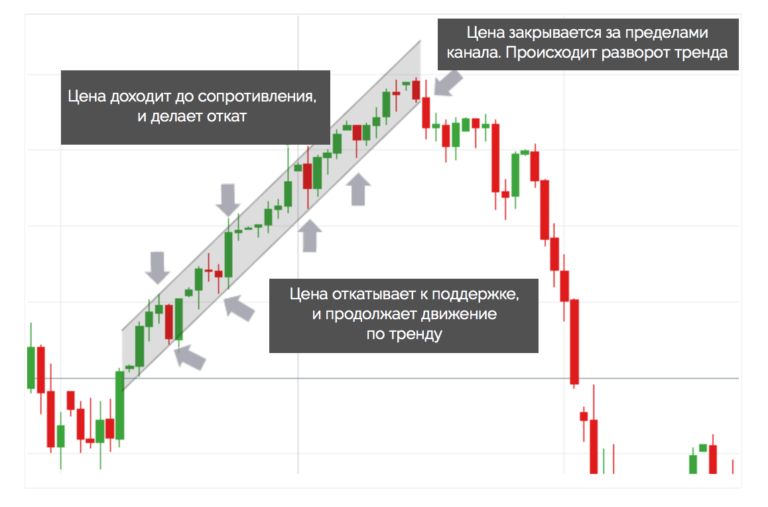 Цена закрывается за пределами
канала. Происходит разворот тренда
Цена доходит до сопротивления,
и делает откат
Цена откатывает к поддержке,
и продолжает движение
по тренду